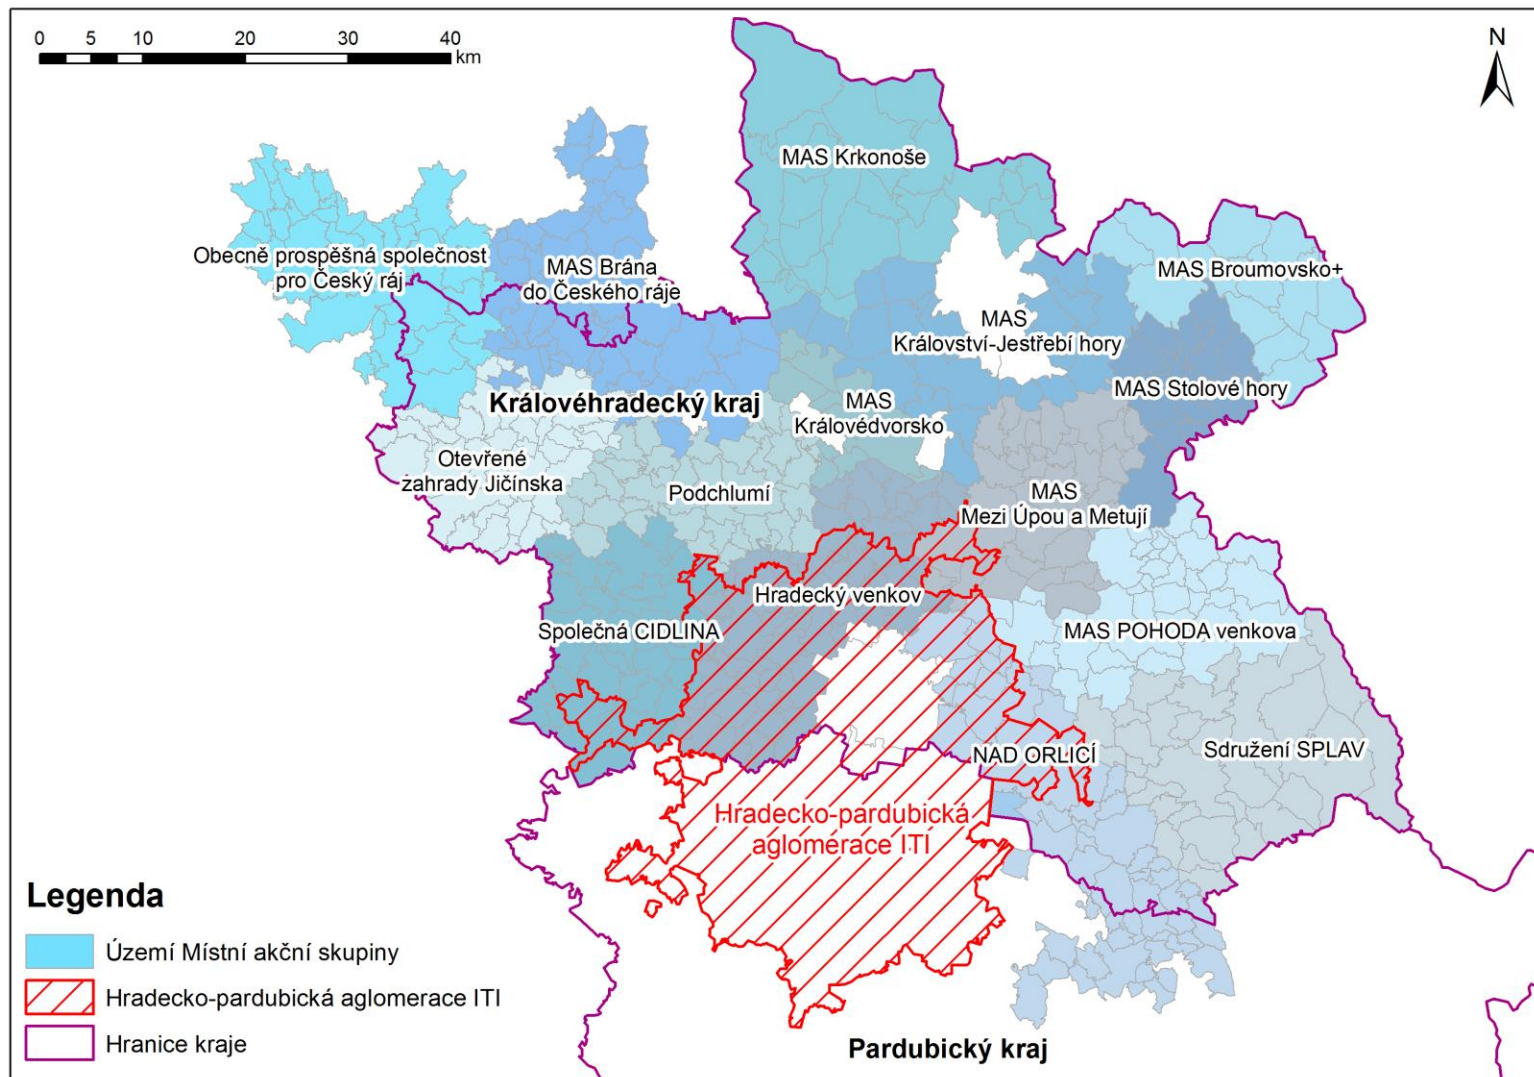 0 5 10 20 30 40
km
N
MAS Krkonoše
Obecně prospěšná společnost
pro Český ráj
MAS Brána
do Českého ráje
MAS Broumovsko+
MAS
Království-Jestřebí hory
MAS Stolové hory
Královéhradecký kraj
MAS
Královédvorsko
Otevřené
zahrady Jičínska
Podchlumí
MAS
Mezi Úpou a Metují
Hradecký venkov
Společná CIDLINA
MAS POHODA venkova
NAD ORLICÍ
Sdružení SPLAV
Hradecko-pardubická
aglomerace ITI
Legenda
Území Místní akční skupiny
Hradecko-pardubická aglomerace ITI
Hranice kraje
Pardubický kraj